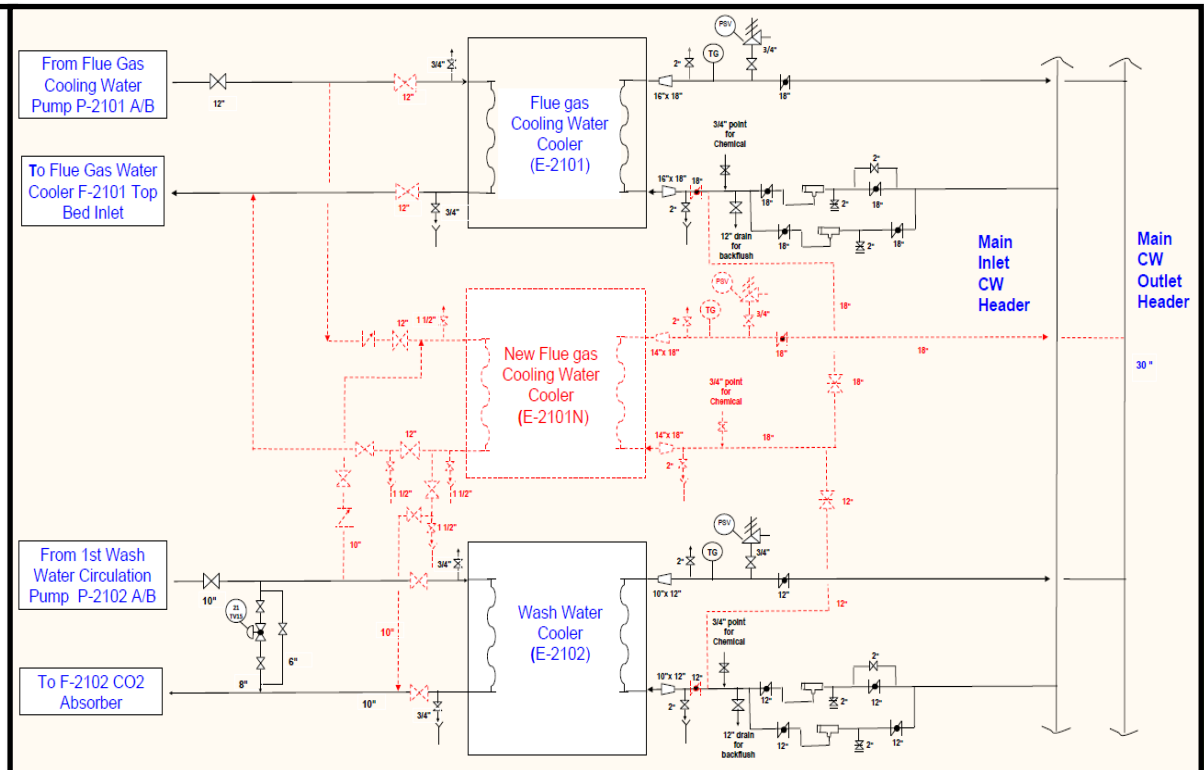 From Flue Gas
Cooling Water
Pump P-2101 A/B
12"
12"
3/4"
Flue gas
Cooling Water
Cooler
(E-2101)
16"x 18"
2"
TG
PSV
3/4"
18"
To Flue Gas Water
Cooler F-2101 Top
Bed Inlet
12"
3/4"
16"x 18"
2"
18"
3/4" point
for
Chemical
12" drain
for
backflush
18"
2"
2"
18"
18"
2"
18"
Main
Inlet
CW
Header
Main
CW
Outlet
Header
30 "
12"
1 1/2"
New Flue gas
Cooling Water
Cooler
(E-2101N)
14"x 18"
2"
TG
PSV
3/4"
18"
18"
16"
18"
3/4" point
for
Chemical
12"
1 1/2"
1 1/2"
1 1/2"
14"x 18"
2"
18"
12"
10"
From 1st Wash
Water Circulation
Pump P-2102 A/B
10"
3/4"
Wash Water
Cooler
(E-2102)
10"x 12"
2"
TG
PSV
3/4"
12"
12"
21
TV15
6"
8"
10"
To F-2102 CO2
Absorber
10"
3/4"
10"x 12"
2"
12"
3/4" point
for
Chemical
12" drain
for
backflush
12"
2"
2"
12"
12"
2"
12"